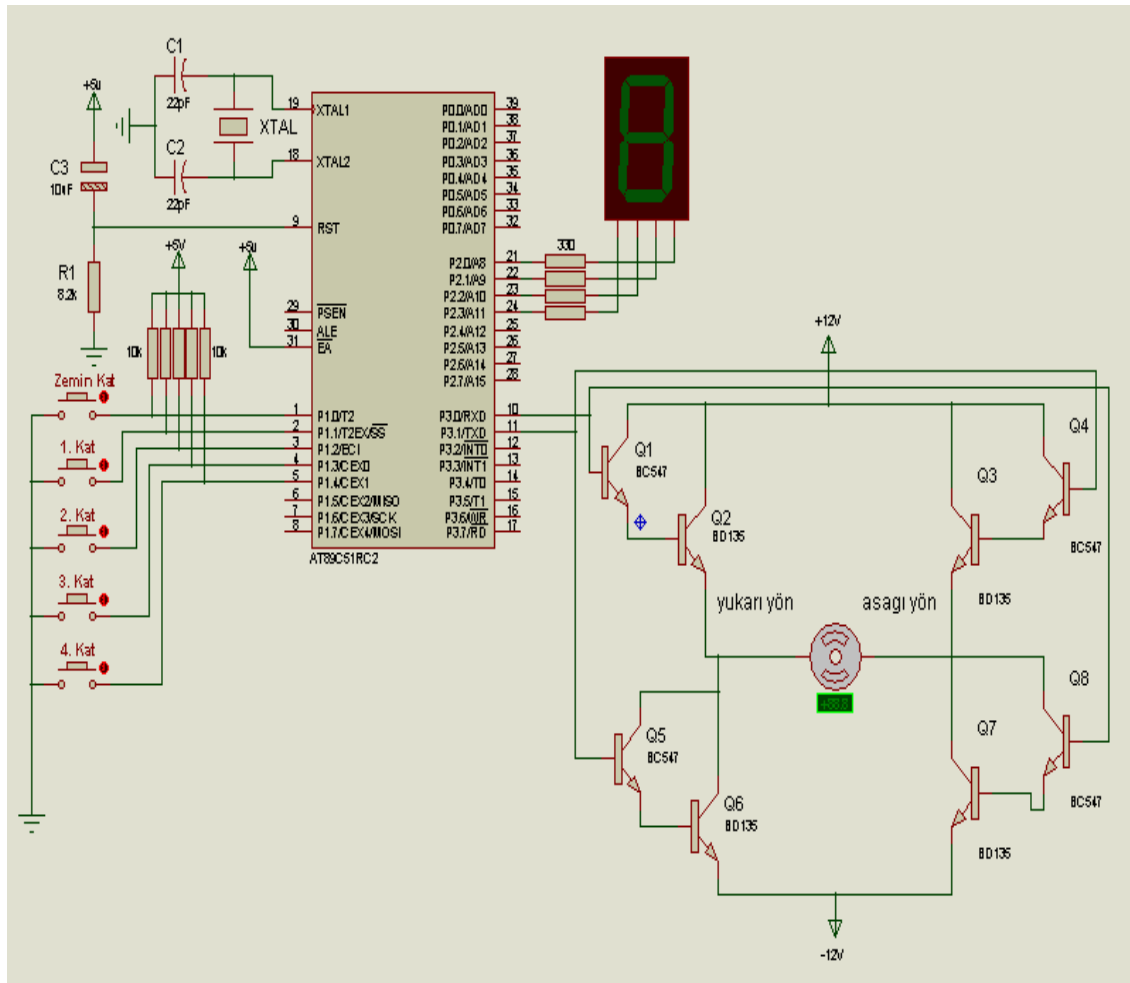 C1
22pF
+5u
C3
10uF
C2
22pF
XTAL
R1
8.2k
+5V
+5u
10k
10k
Zemin Kat
1. Kat
2. Kat
3. Kat
4. Kat
19
18
9
29
30
31
1
2
3
4
5
6
7
8
XTAL1
XTAL2
RST
PSEN
ALE
EA
P1.0/T2
P1.1/T2EX/SS
P1.2/ECI
P1.3/CEX0
P1.4/CEX1
P1.5/CEX2/MISO
P1.6/CEX3/SCK
P1.7/CEX4/MOSI
P0.0/AD0
P0.1/AD1
P0.2/AD2
P0.3/AD3
P0.4/AD4
P0.5/AD5
P0.6/AD6
P0.7/AD7
P2.0/A8
P2.1/A9
P2.2/A10
P2.3/A11
P2.4/A12
P2.5/A13
P2.6/A14
P2.7/A15
P3.0/RXD
P3.1/TXD
P3.2/INT0
P3.3/INT1
P3.4/T0
P3.5/T1
P3.6/WR
P3.7/RD
39
38
37
36
35
34
33
32
21
22
23
24
25
26
27
28
10
11
12
13
14
15
16
17
AT89C51RC2
330
8
+12V
Q1
BC547
Q2
BD135
Q3
BD135
Q4
BC547
yukarı yön
asagı yön
Q5
BC547
Q6
BD135
Q7
BD135
Q8
BC547
-12V